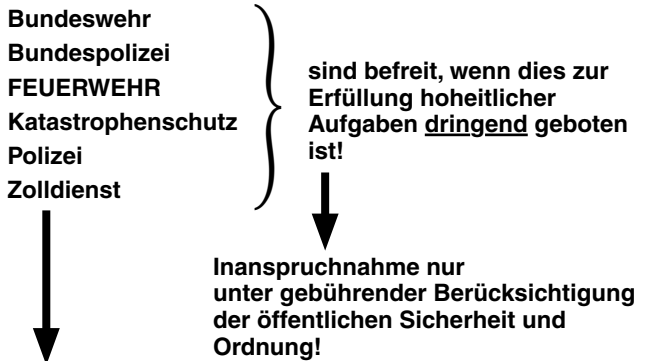 Bundeswehr
Bundespolizei
FEUERWEHR
Katastrophenschutz
Polizei
Zolldienst
sind befreit, wenn dies zur
Erfüllung hoheitlicher
Aufgaben dringend geboten
ist!
Inanspruchnahme nur
unter gebührender Berücksichtigung
der öffentlichen Sicherheit und
Ordnung!